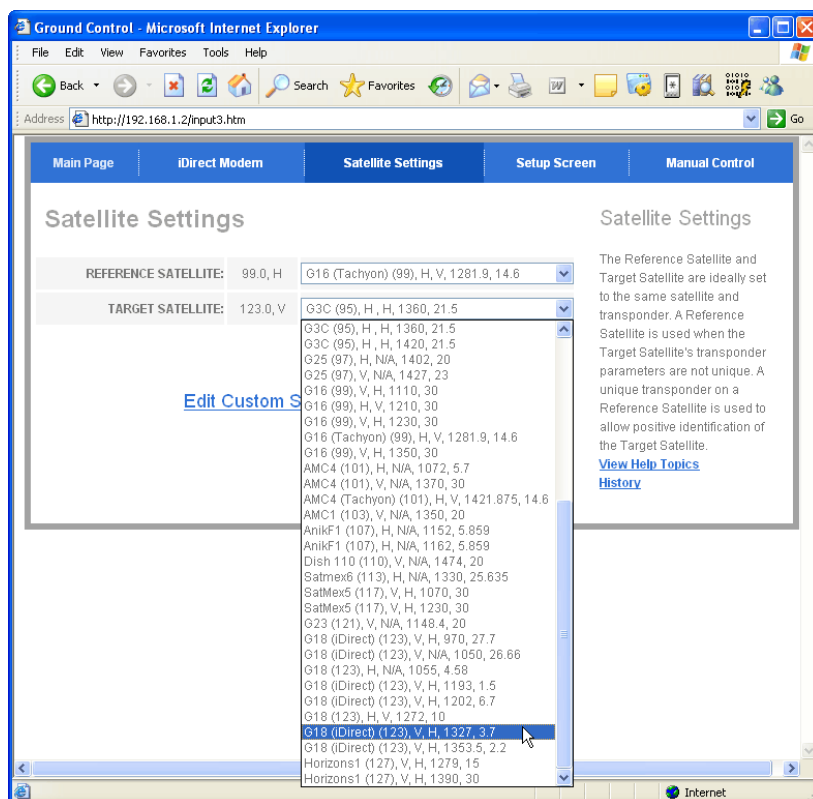 Ground Control - Microsoft Internet Explorer
File Edit View Favorites Tools Help
Back Search Favorites
Address http://192.168.1.2/input3.htm Go
Main Page iDirect Modem Satellite Settings Setup Screen Manual Control
Satellite Settings
REFERENCE SATELLITE: 99.0, H G16 (Tachyon) (99), H, V, 1281.9, 14.6
TARGET SATELLITE: 123.0, V G3C (95), H , H, 1360, 21.5
G3C (95), H , H, 1360, 21.5
G3C (95), H , H, 1420, 21.5
G25 (97), H, N/A, 1402, 20
G25 (97), V, N/A, 1427, 23
G16 (99), V, H, 1110, 30
G16 (99), V, H, 1210, 30
G16 (99), V, H, 1230, 30
G16 (Tachyon) (99), H, V, 1281.9, 14.6
G16 (99), V, H, 1350, 30
AMC4 (101), H, N/A, 1072, 5.7
AMC4 (101), V, N/A, 1370, 30
AMC4 (Tachyon) (101), H, V, 1421.875, 14.6
AMC1 (103), V, N/A, 1350, 20
AnikF1 (107), H, N/A, 1152, 5.859
AnikF1 (107), H, N/A, 1162, 5.859
Dish 110 (110), V, N/A, 1474, 20
Satmex6 (113), H, N/A, 1330, 25.635
SatMex5 (117), V, H, 1070, 30
SatMex5 (117), V, H, 1230, 30
G23 (121), V, N/A, 1148.4, 20
G18 (iDirect) (123), V, H, 970, 27.7
G18 (iDirect) (123), V, N/A, 1050, 26.66
G18 (123), H, N/A, 1055, 4.58
G18 (iDirect) (123), V, H, 1193, 1.5
G18 (iDirect) (123), V, H, 1202, 6.7
G18 (123), H, V, 1272, 10
G18 (iDirect) (123), V, H, 1327, 3.7
G18 (iDirect) (123), V, H, 1353.5, 2.2
Horizons1 (127), V, H, 1279, 15
Horizons1 (127), V, H, 1390, 30
Edit Custom S
Satellite Settings
The Reference Satellite and
Target Satellite are ideally set
to the same satellite and
transponder. A Reference
Satellite is used when the
Target Satellite's transponder
parameters are not unique. A
unique transponder on a
Reference Satellite is used to
allow positive identification of
the Target Satellite.
View Help Topics
History
Internet